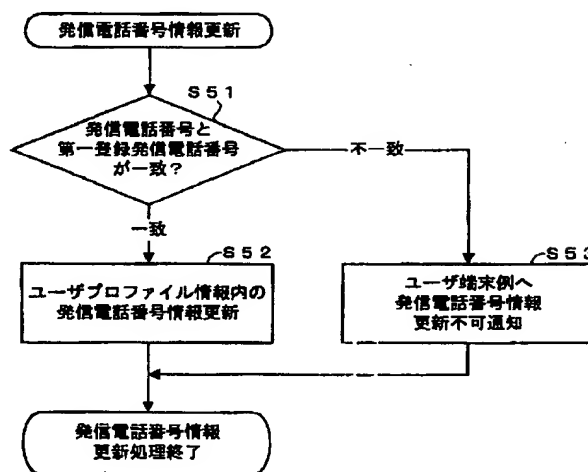 発信電話番号情報更新
S51
発信電話番号と
第一登録発信電話番号
が一致?
不一致
一致
S52
ユーザプロファイル情報内の
発信電話番号情報更新
S53
ユーザ端末例へ
発信電話番号情報
更新不可通知
発信電話番号情報
更新処理終了